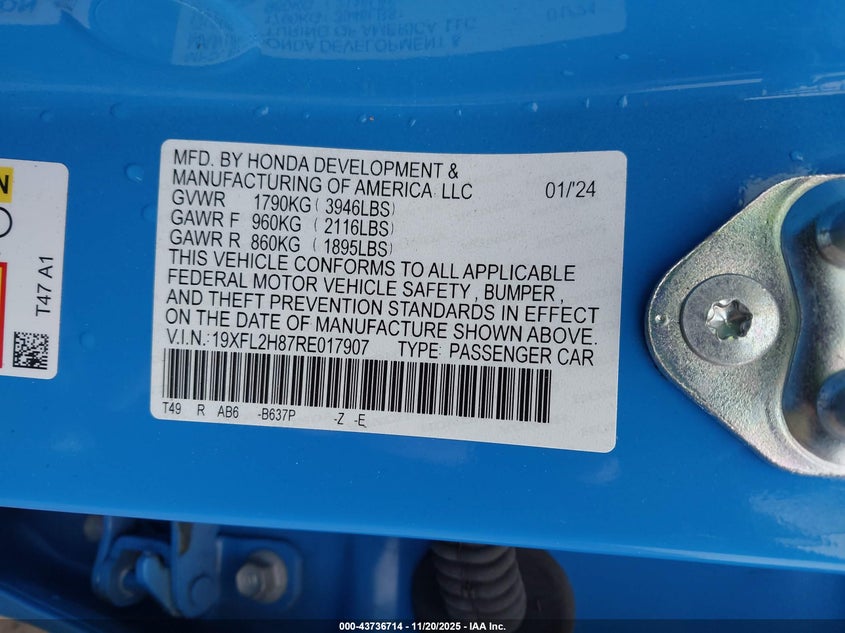 MFD. BY HONDA DEVELOPMENT &
MANUFACTURING OF AMERICA LLC 01/'24
GVWR 1790KG ( 3946LBS)
GAWR F 960KG ( 2116LBS)
GAWR R 860KG ( 1895LBS)
THIS VEHICLE CONFORMS TO ALL APPLICABLE
FEDERAL MOTOR VEHICLE SAFETY , BUMPER ,
AND THEFT PREVENTION STANDARDS IN EFFECT
ON THE DATE OF MANUFACTURE SHOWN ABOVE.
V.I.N.:19XFL2H87RE017907 TYPE: PASSENGER CAR
T49 R AB6 -B637P -Z -E
T47 A1
000-43736714 - 11/20/2025 - IAA Inc.